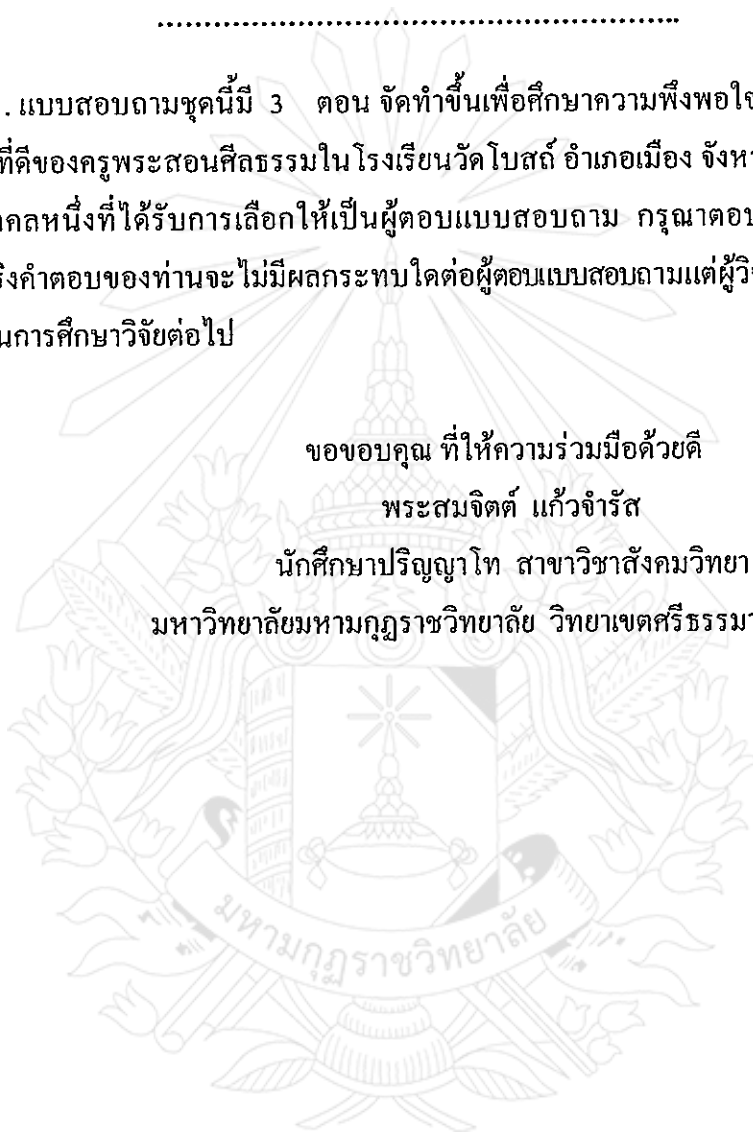 . แบบสอบถามชุดนี้มี 3 ตอน จัดทำขึ้นเพื่อศึกษาความพึงพอใจ
ที่ดีของครูพระสอนศีลธรรมในโรงเรียนวัดโบสถ์ อำเภอเมือง จังห
คลหนึ่งที่ได้รับการเลือกให้เป็นผู้ตอบแบบสอบถาม กรุณาตอบ
ริงคำตอบของท่านจะไม่มีผลกระทบใดต่อผู้ตอบแบบสอบถามแต่ผู้วิ
นการศึกษาวิจัยต่อไป
ขอขอบคุณ ที่ให้ความร่วมมือด้วยดี
พระสมจิตต์ แก้วจำรัส
นักศึกษาปริญญาโท สาขาวิชาสังคมวิทยา
มหาวิทยาลัยมหามกุฏราชวิทยาลัย วิทยาเขตศรีธรรมา
มหามกุฏราชวิทยาลัย